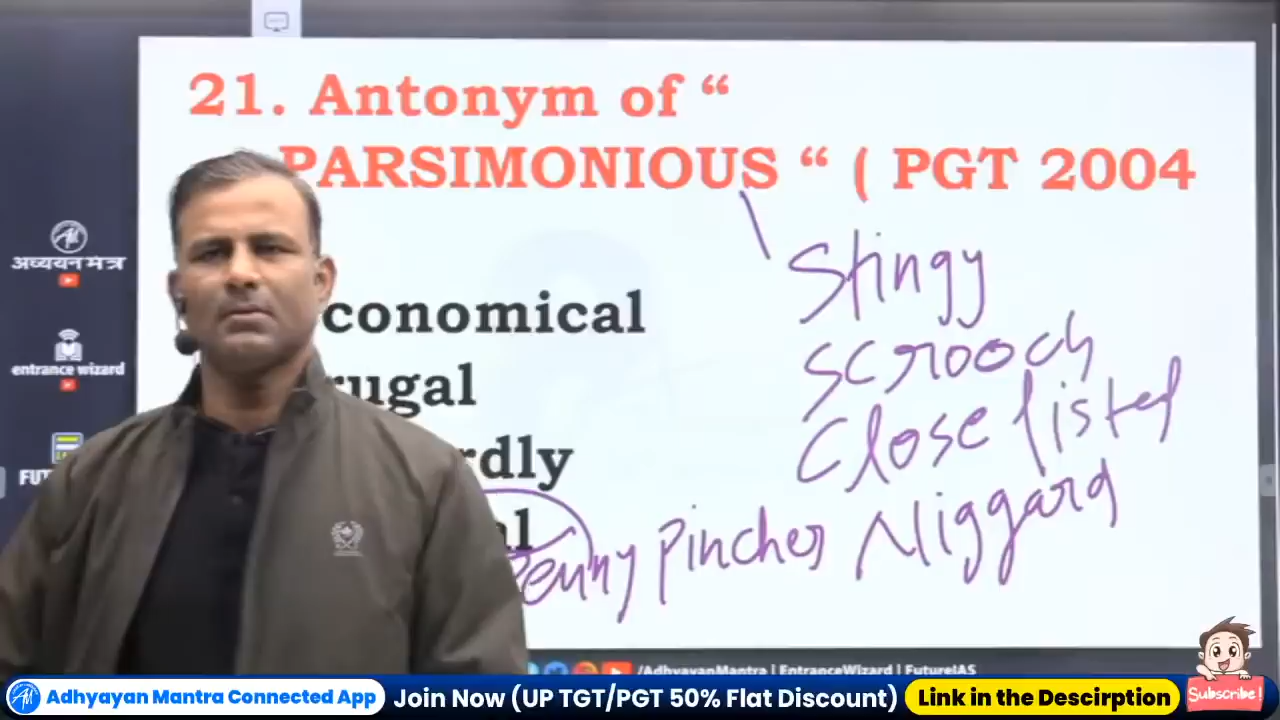 21. Antonym of “
PARSIMONIOUS “ ( PGT 2004
conomical
rugal
rdly
al
Stingy
Scrooch
Close fisted
Penny Pincher Niggard
अध्ययन मंत्र
entrance wizard
FUT
/AdhyayanMantra | EntranceWizard | FutureIAS
Adhyayan Mantra Connected App
Join Now (UP TGT/PGT 50% Flat Discount)
Link in the Descirption
Subscribe!